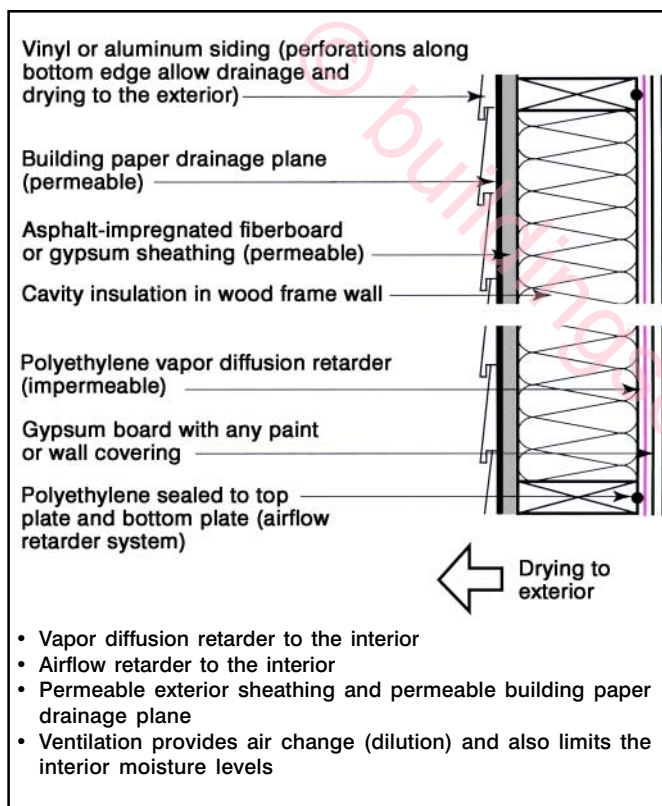 Vinyl or aluminum siding (perforations along
bottom edge allow drainage and
drying to the exterior)
Building paper drainage plane
(permeable)
Asphalt-impregnated fiberboard
or gypsum sheathing (permeable)
Cavity insulation in wood frame wall
Polyethylene vapor diffusion retarder
(impermeable)
Gypsum board with any paint
or wall covering
Polyethylene sealed to top
plate and bottom plate (airflow
retarder system)
Drying to
exterior
• Vapor diffusion retarder to the interior
• Airflow retarder to the interior
• Permeable exterior sheathing and permeable building paper
drainage plane
• Ventilation provides air change (dilution) and also limits the
interior moisture levels